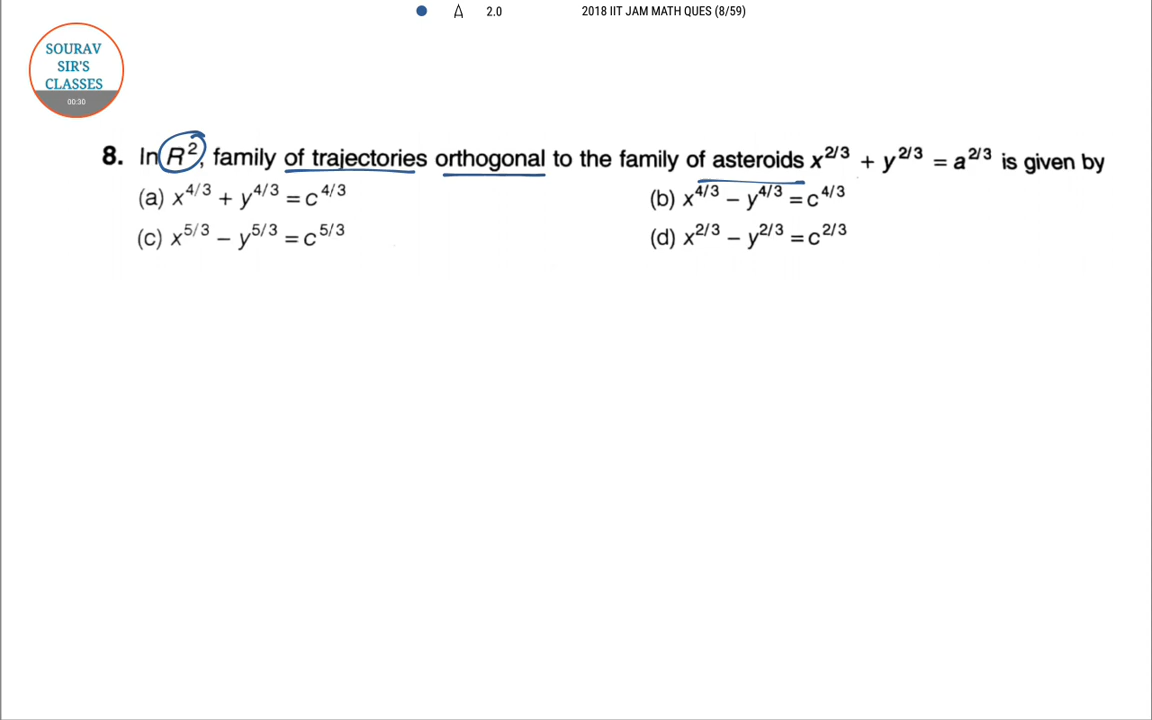 2.0 2018 IIT JAM MATH QUES (8/59)
SOURAV
SIR'S
CLASSES
00:30
8. In R², family of trajectories orthogonal to the family of asteroids x^2/3 + y^2/3 = a^2/3 is given by
(a) x^4/3 + y^4/3 = c^4/3 (b) x^4/3 – y^4/3 = c^4/3
(c) x^5/3 – y^5/3 = c^5/3 (d) x^2/3 – y^2/3 = c^2/3